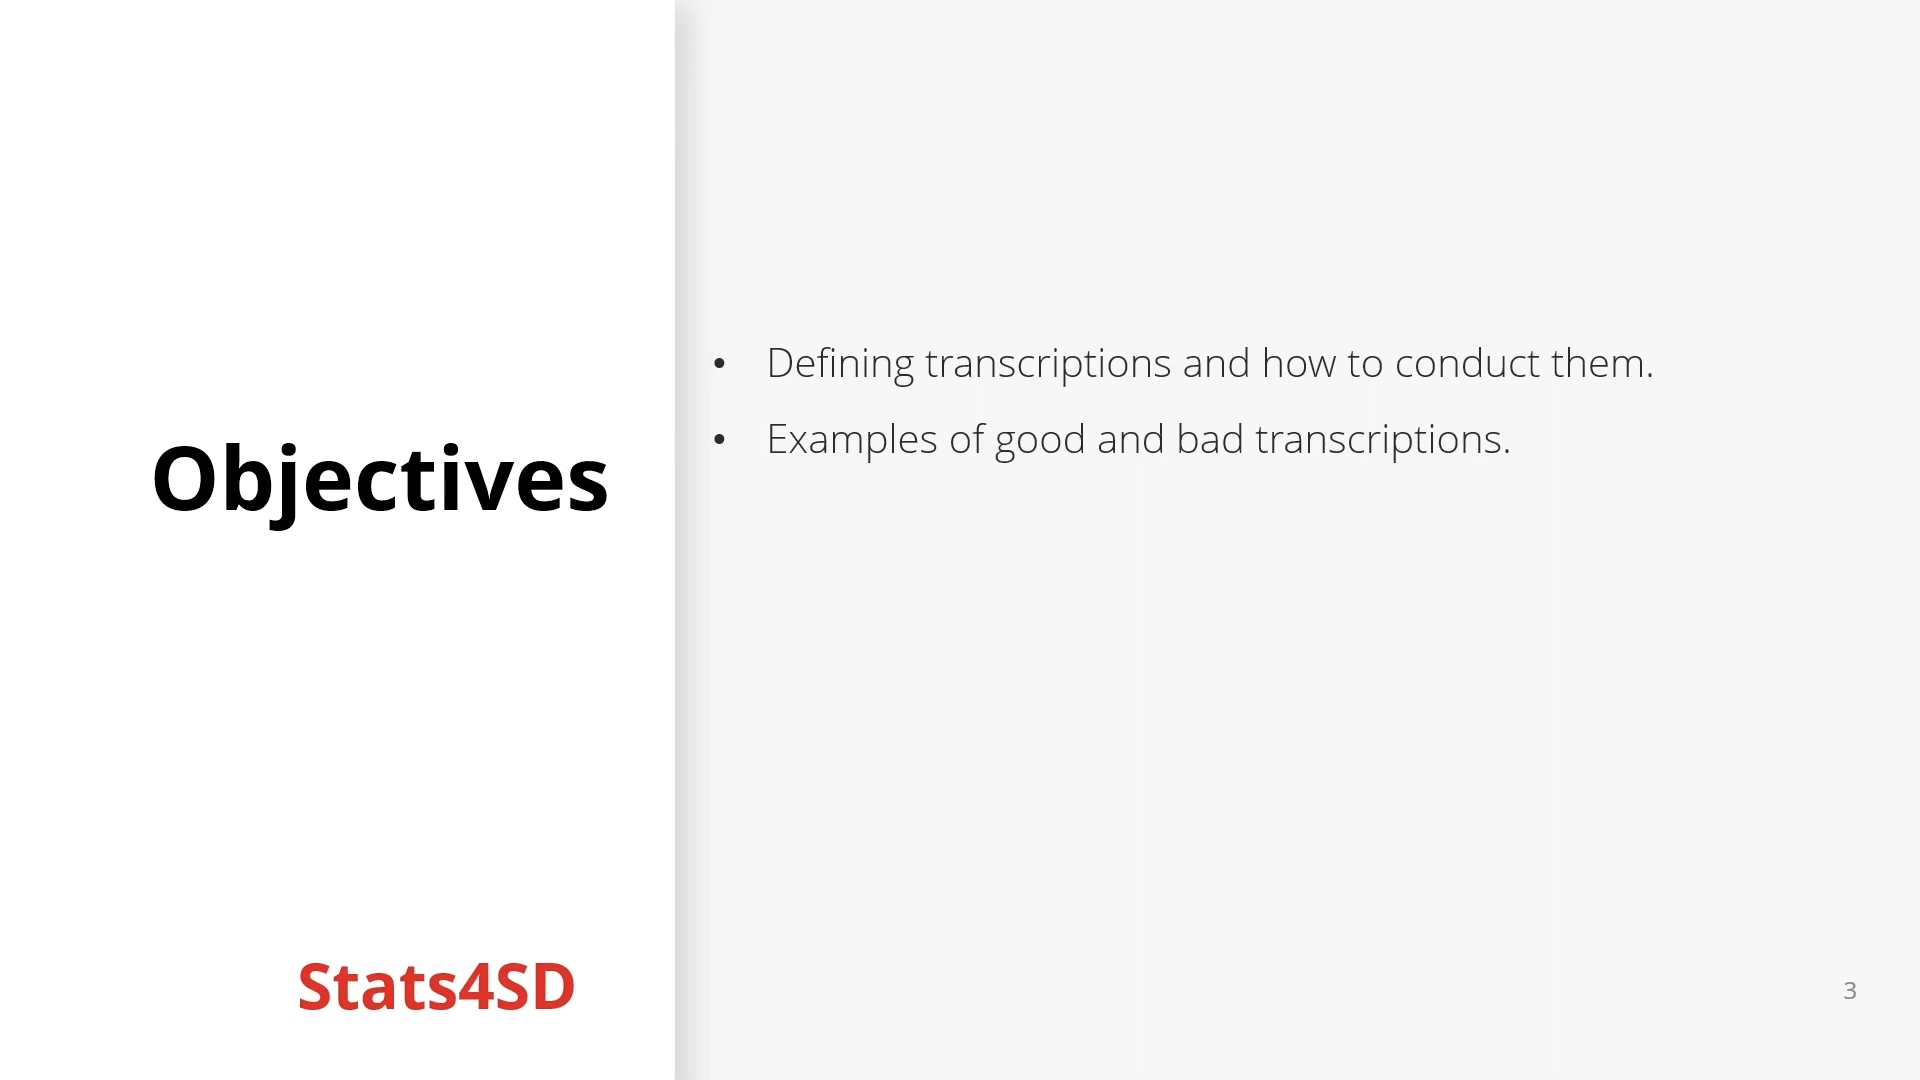 Objectives
• Defining transcriptions and how to conduct them.
• Examples of good and bad transcriptions.
Stats4SD
3